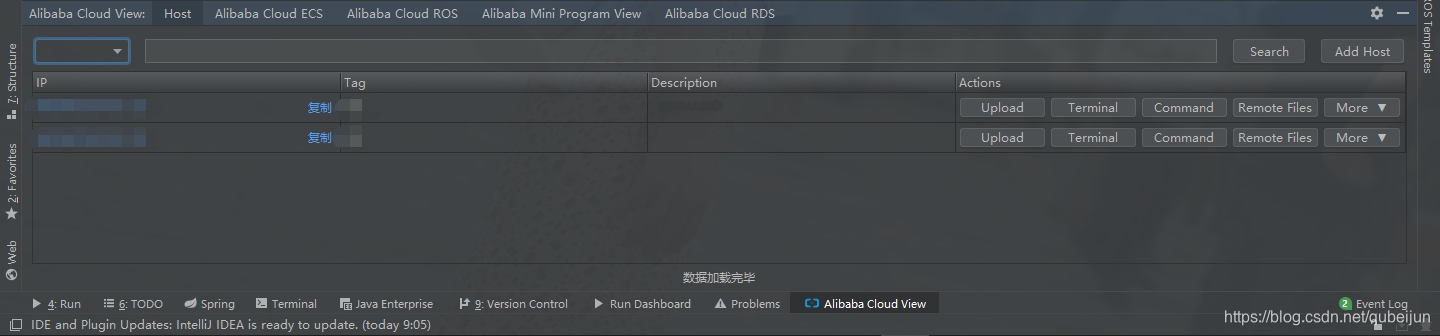 Alibaba Cloud View: Host Alibaba Cloud ECS Alibaba Cloud ROS Alibaba Mini Program View Alibaba Cloud RDS
ROS Templates
7: Structure
2: Favorites
Web
Search Add Host
IP Tag Description Actions
复制 Upload Terminal Command Remote Files More ▼
复制 Upload Terminal Command Remote Files More ▼
数据加载完毕
4: Run 6: TODO Spring Terminal Java Enterprise 9: Version Control Run Dashboard Problems Alibaba Cloud View 2 Event Log
IDE and Plugin Updates: IntelliJ IDEA is ready to update. (today 9:05)
https://blog.csdn.net/qubeijun